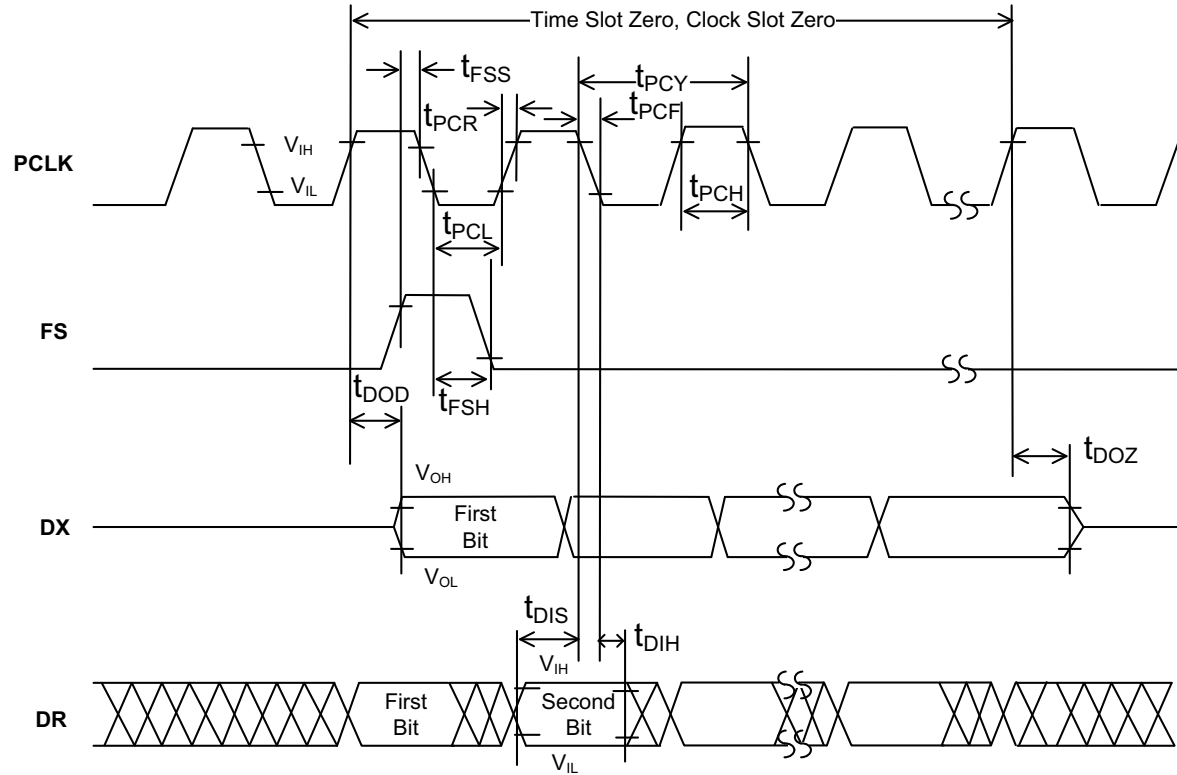 Time Slot Zero, Clock Slot Zero
tFSS
tPCY
tPCR
tPCF
VIH
PCLK
VIL
tPCH
tPCL
FS
tDOD
tFSH
tDOZ
VOH
DX
First
Bit
VOL
tDIS
tDIH
VIH
DR
First
Bit
Second
Bit
VIL